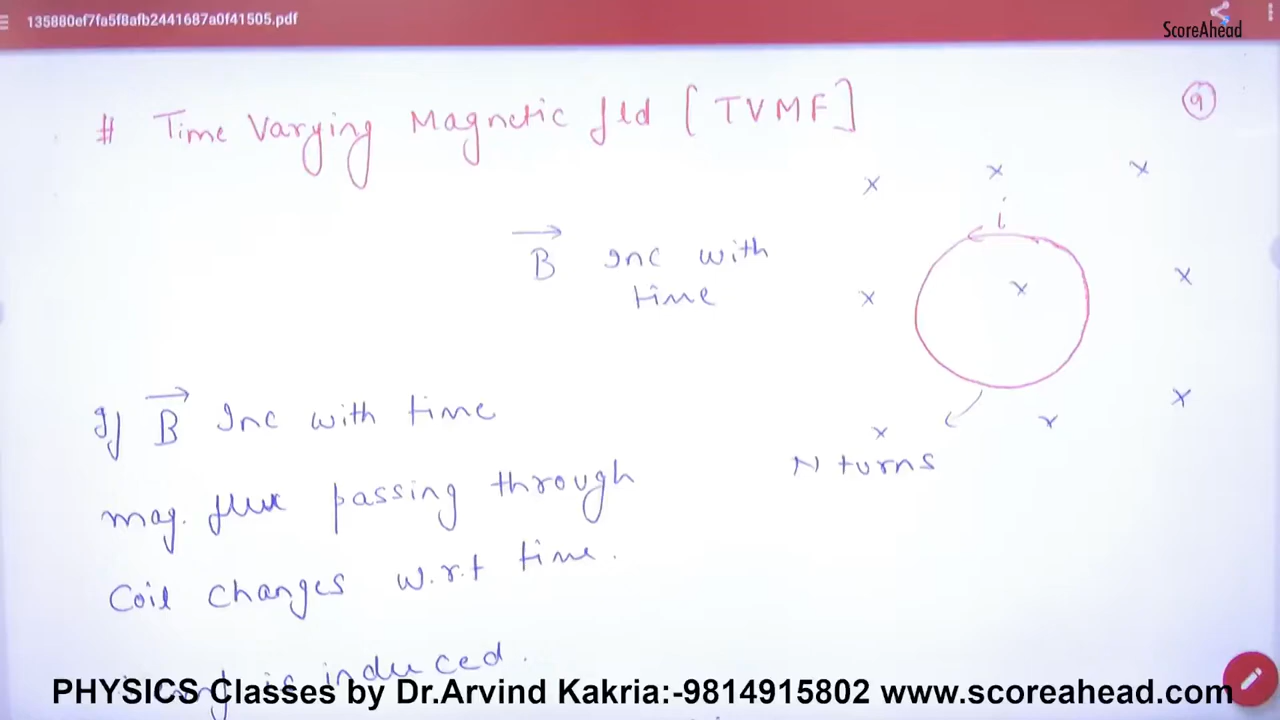 135880ef7fa5f8afb2441687a0f41505.pdf
ScoreAhead
# Time Varying Magnetic fld [TVMF]
9
x x x
i
B Inc with
time
x x x
If B Inc with time
x x x
N turns
mag. flux passing through
Coil changes w.r.t time.
is induced.
PHYSICS Classes by Dr.Arvind Kakria:-9814915802 www.scoreahead.com